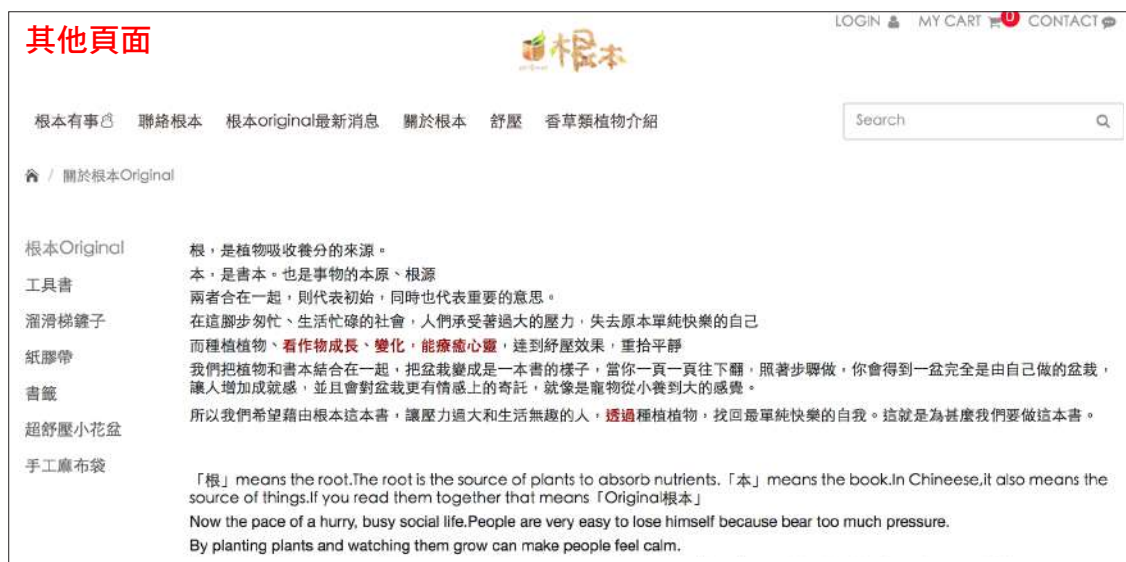 其他頁面
LOGIN MY CART 0 CONTACT
根本
根本有事 聯絡根本 根本original最新消息 關於根本 舒壓 香草類植物介紹
Search
/ 關於根本Original
根本Original
工具書
溜滑梯鏟子
紙膠帶
書籤
超舒壓小花盆
手工麻布袋
根，是植物吸收養分的來源。
本，是書本。也是事物的本原、根源
兩者合在一起，則代表初始，同時也代表重要的意思。
在這腳步匆忙、生活忙碌的社會，人們承受著過大的壓力，失去原本單純快樂的自己
而種植植物、看作物成長、變化，能療癒心靈，達到紓壓效果，重拾平靜
我們把植物和書本結合在一起，把盆栽變成是一本書的樣子，當你一頁一頁往下翻，照著步驟做，你會得到一盆完全是由自己做的盆栽，
讓人增加成就感，並且會對盆栽更有情感上的寄託，就像是寵物從小養到大的感覺。
所以我們希望藉由根本這本書，讓壓力過大和生活無趣的人，透過種植植物，找回最單純快樂的自我。這就是為甚麼我們要做這本書。
「根」means the root.The root is the source of plants to absorb nutrients.「本」means the book.In Chineese,it also means the
source of things.If you read them together that means「Original根本」
Now the pace of a hurry, busy social life.People are very easy to lose himself because bear too much pressure.
By planting plants and watching them grow can make people feel calm.